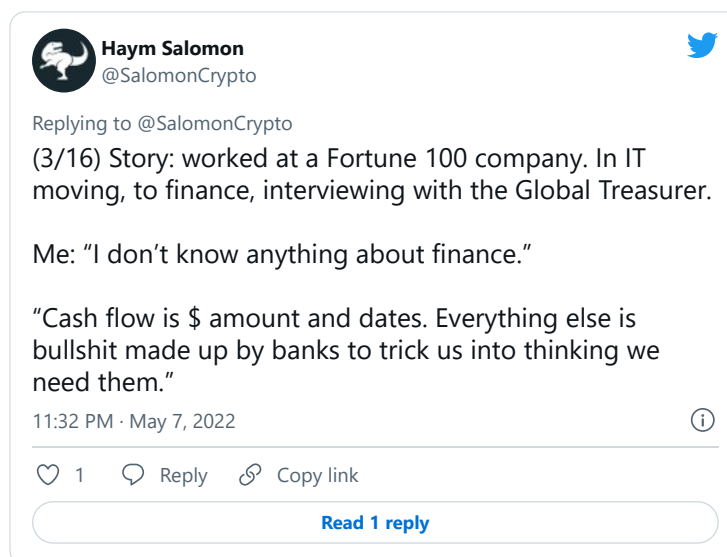 Haym Salomon
@SalomonCrypto
Replying to @SalomonCrypto
(3/16) Story: worked at a Fortune 100 company. In IT
moving, to finance, interviewing with the Global Treasurer.
Me: “I don’t know anything about finance.”
“Cash flow is $ amount and dates. Everything else is
bullshit made up by banks to trick us into thinking we
need them.”
11:32 PM · May 7, 2022
1 Reply Copy link
Read 1 reply